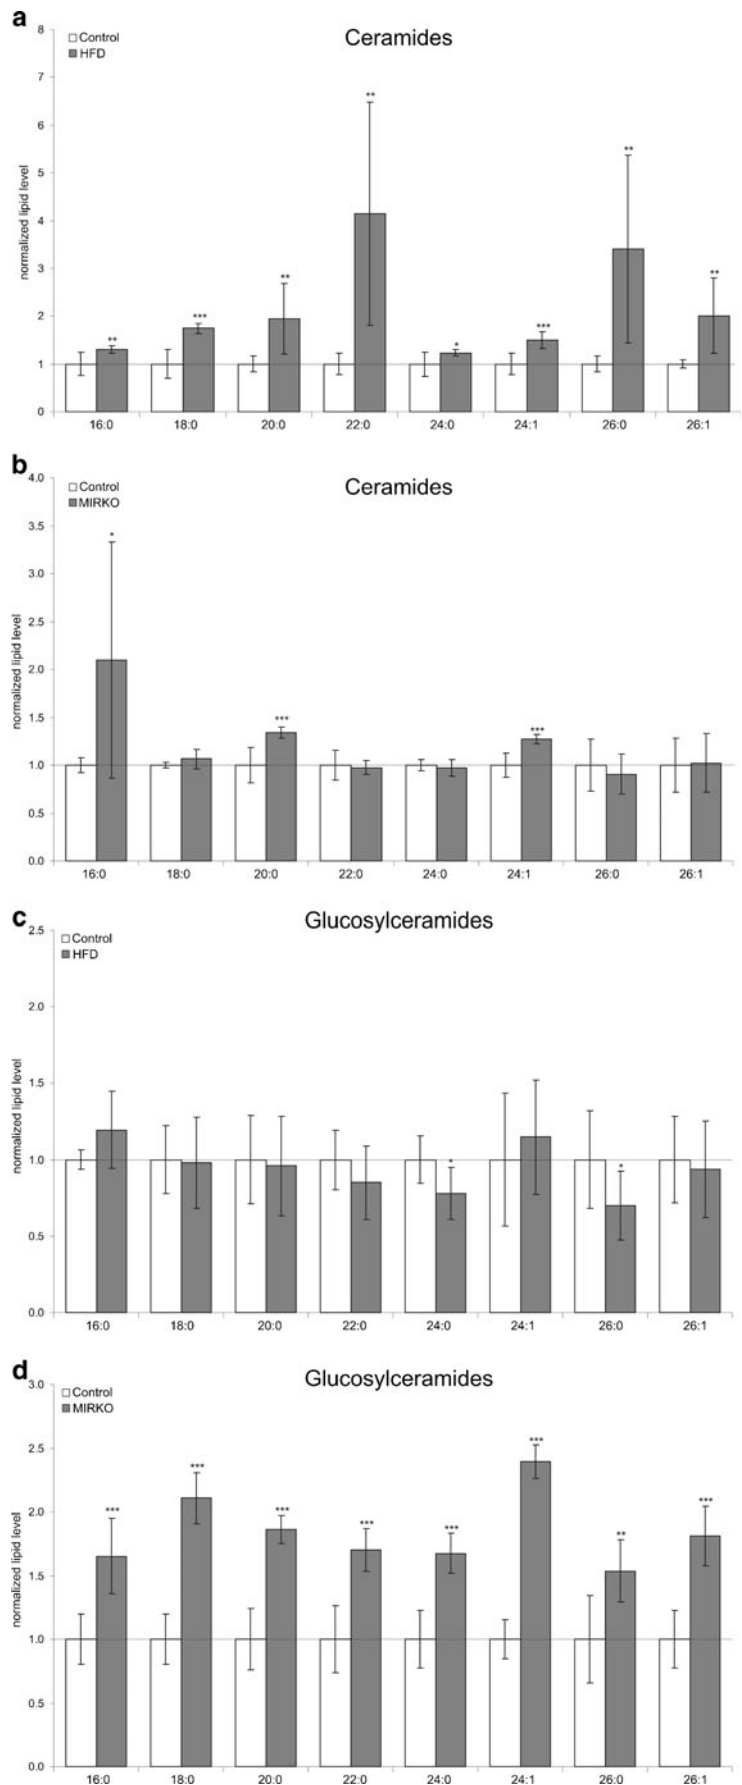 a
Ceramides
Control
HFD
normalized lipid level
8
7
6
5
4
3
2
1
0
** *** ** ** * *** ** **
16:0 18:0 20:0 22:0 24:0 24:1 26:0 26:1
b
Ceramides
Control
MIRKO
normalized lipid level
4.0
3.5
3.0
2.5
2.0
1.5
1.0
0.5
0.0
* *** ***
16:0 18:0 20:0 22:0 24:0 24:1 26:0 26:1
c
Glucosylceramides
Control
HFD
normalized lipid level
2.5
2.0
1.5
1.0
0.5
0.0
* *
16:0 18:0 20:0 22:0 24:0 24:1 26:0 26:1
d
Glucosylceramides
Control
MIRKO
normalized lipid level
3.0
2.5
2.0
1.5
1.0
0.5
0.0
*** *** *** *** *** *** ** ***
16:0 18:0 20:0 22:0 24:0 24:1 26:0 26:1